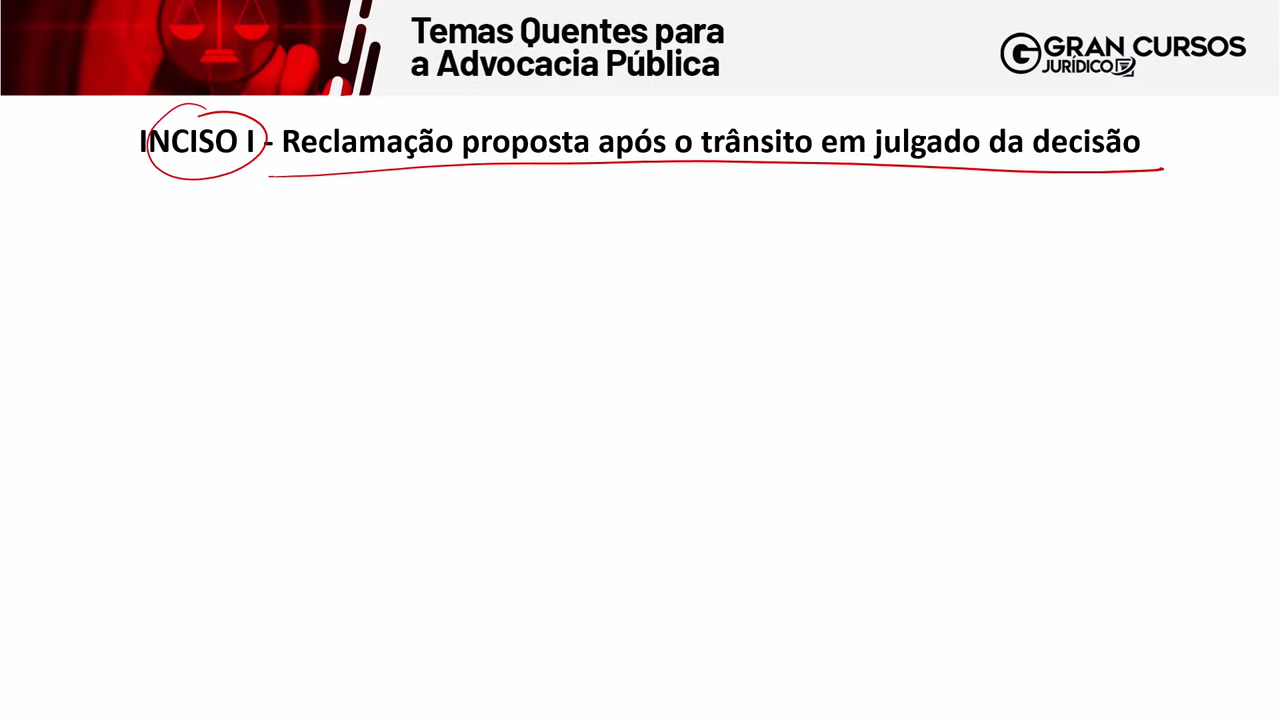 Temas Quentes para
a Advocacia Pública
GRAN CURSOS
JURÍDICO
INCISO I - Reclamação proposta após o trânsito em julgado da decisão